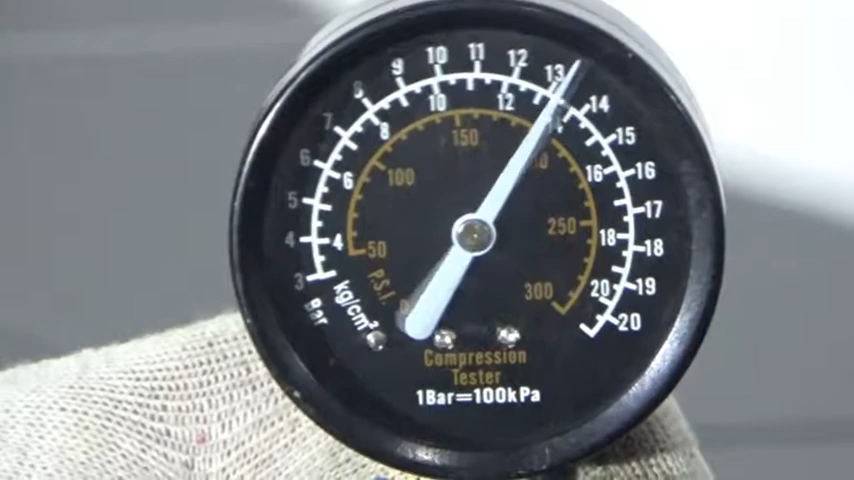 3 4 5 6 7 8 9 10 11 12 13 14 15 16 17 18 19 20
Bar
4 6 8 10 12 16 18 20
kg/cm²
50 100 150 250 300
P.S.I.
Compression
TESTER
1Bar=100kPa